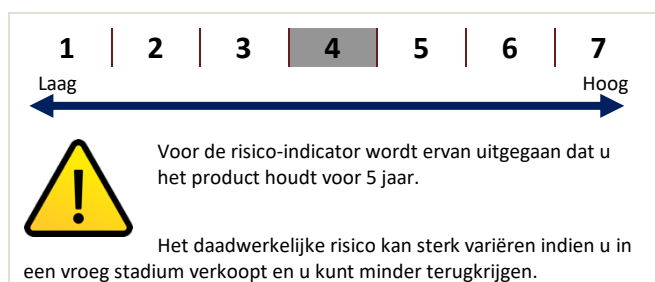 1 2 3 4 5 6 7
Laag Hoog
!
Voor de risico-indicator wordt ervan uitgegaan dat u
het product houdt voor 5 jaar.
Het daadwerkelijke risico kan sterk variëren indien u in
een vroeg stadium verkoopt en u kunt minder terugkrijgen.